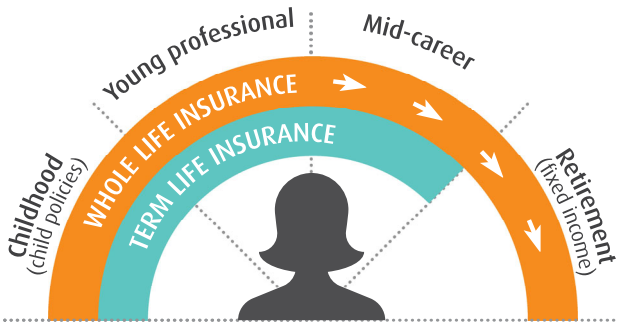 Childhood
(child policies)
Young professional
Mid-career
Retirement
(fixed income)
WHOLE LIFE INSURANCE
TERM LIFE INSURANCE